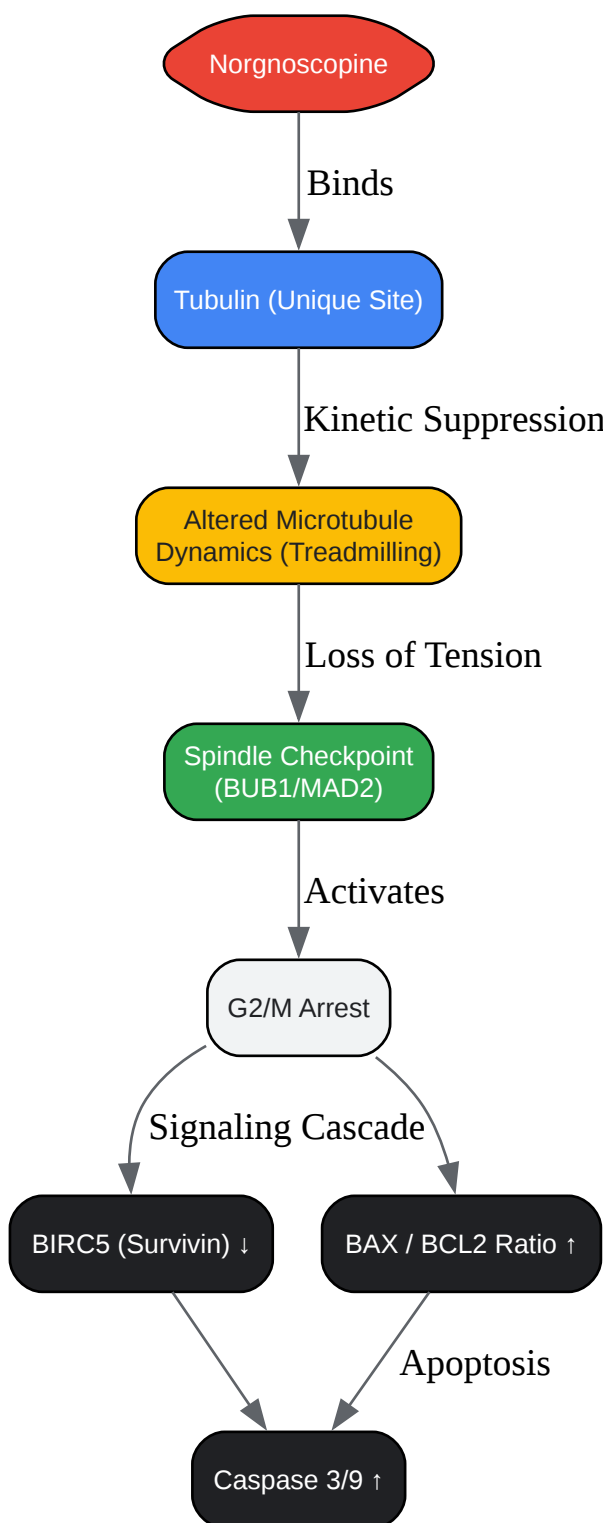 Norgnoscopine
Binds
Tubulin (Unique Site)
Kinetic Suppression
Altered Microtubule
Dynamics (Treadmilling)
Loss of Tension
Spindle Checkpoint
(BUB1/MAD2)
Activates
G2/M Arrest
Signaling Cascade
BIRC5 (Survivin) ↓
BAX / BCL2 Ratio ↑
Apoptosis
Caspase 3/9 ↑